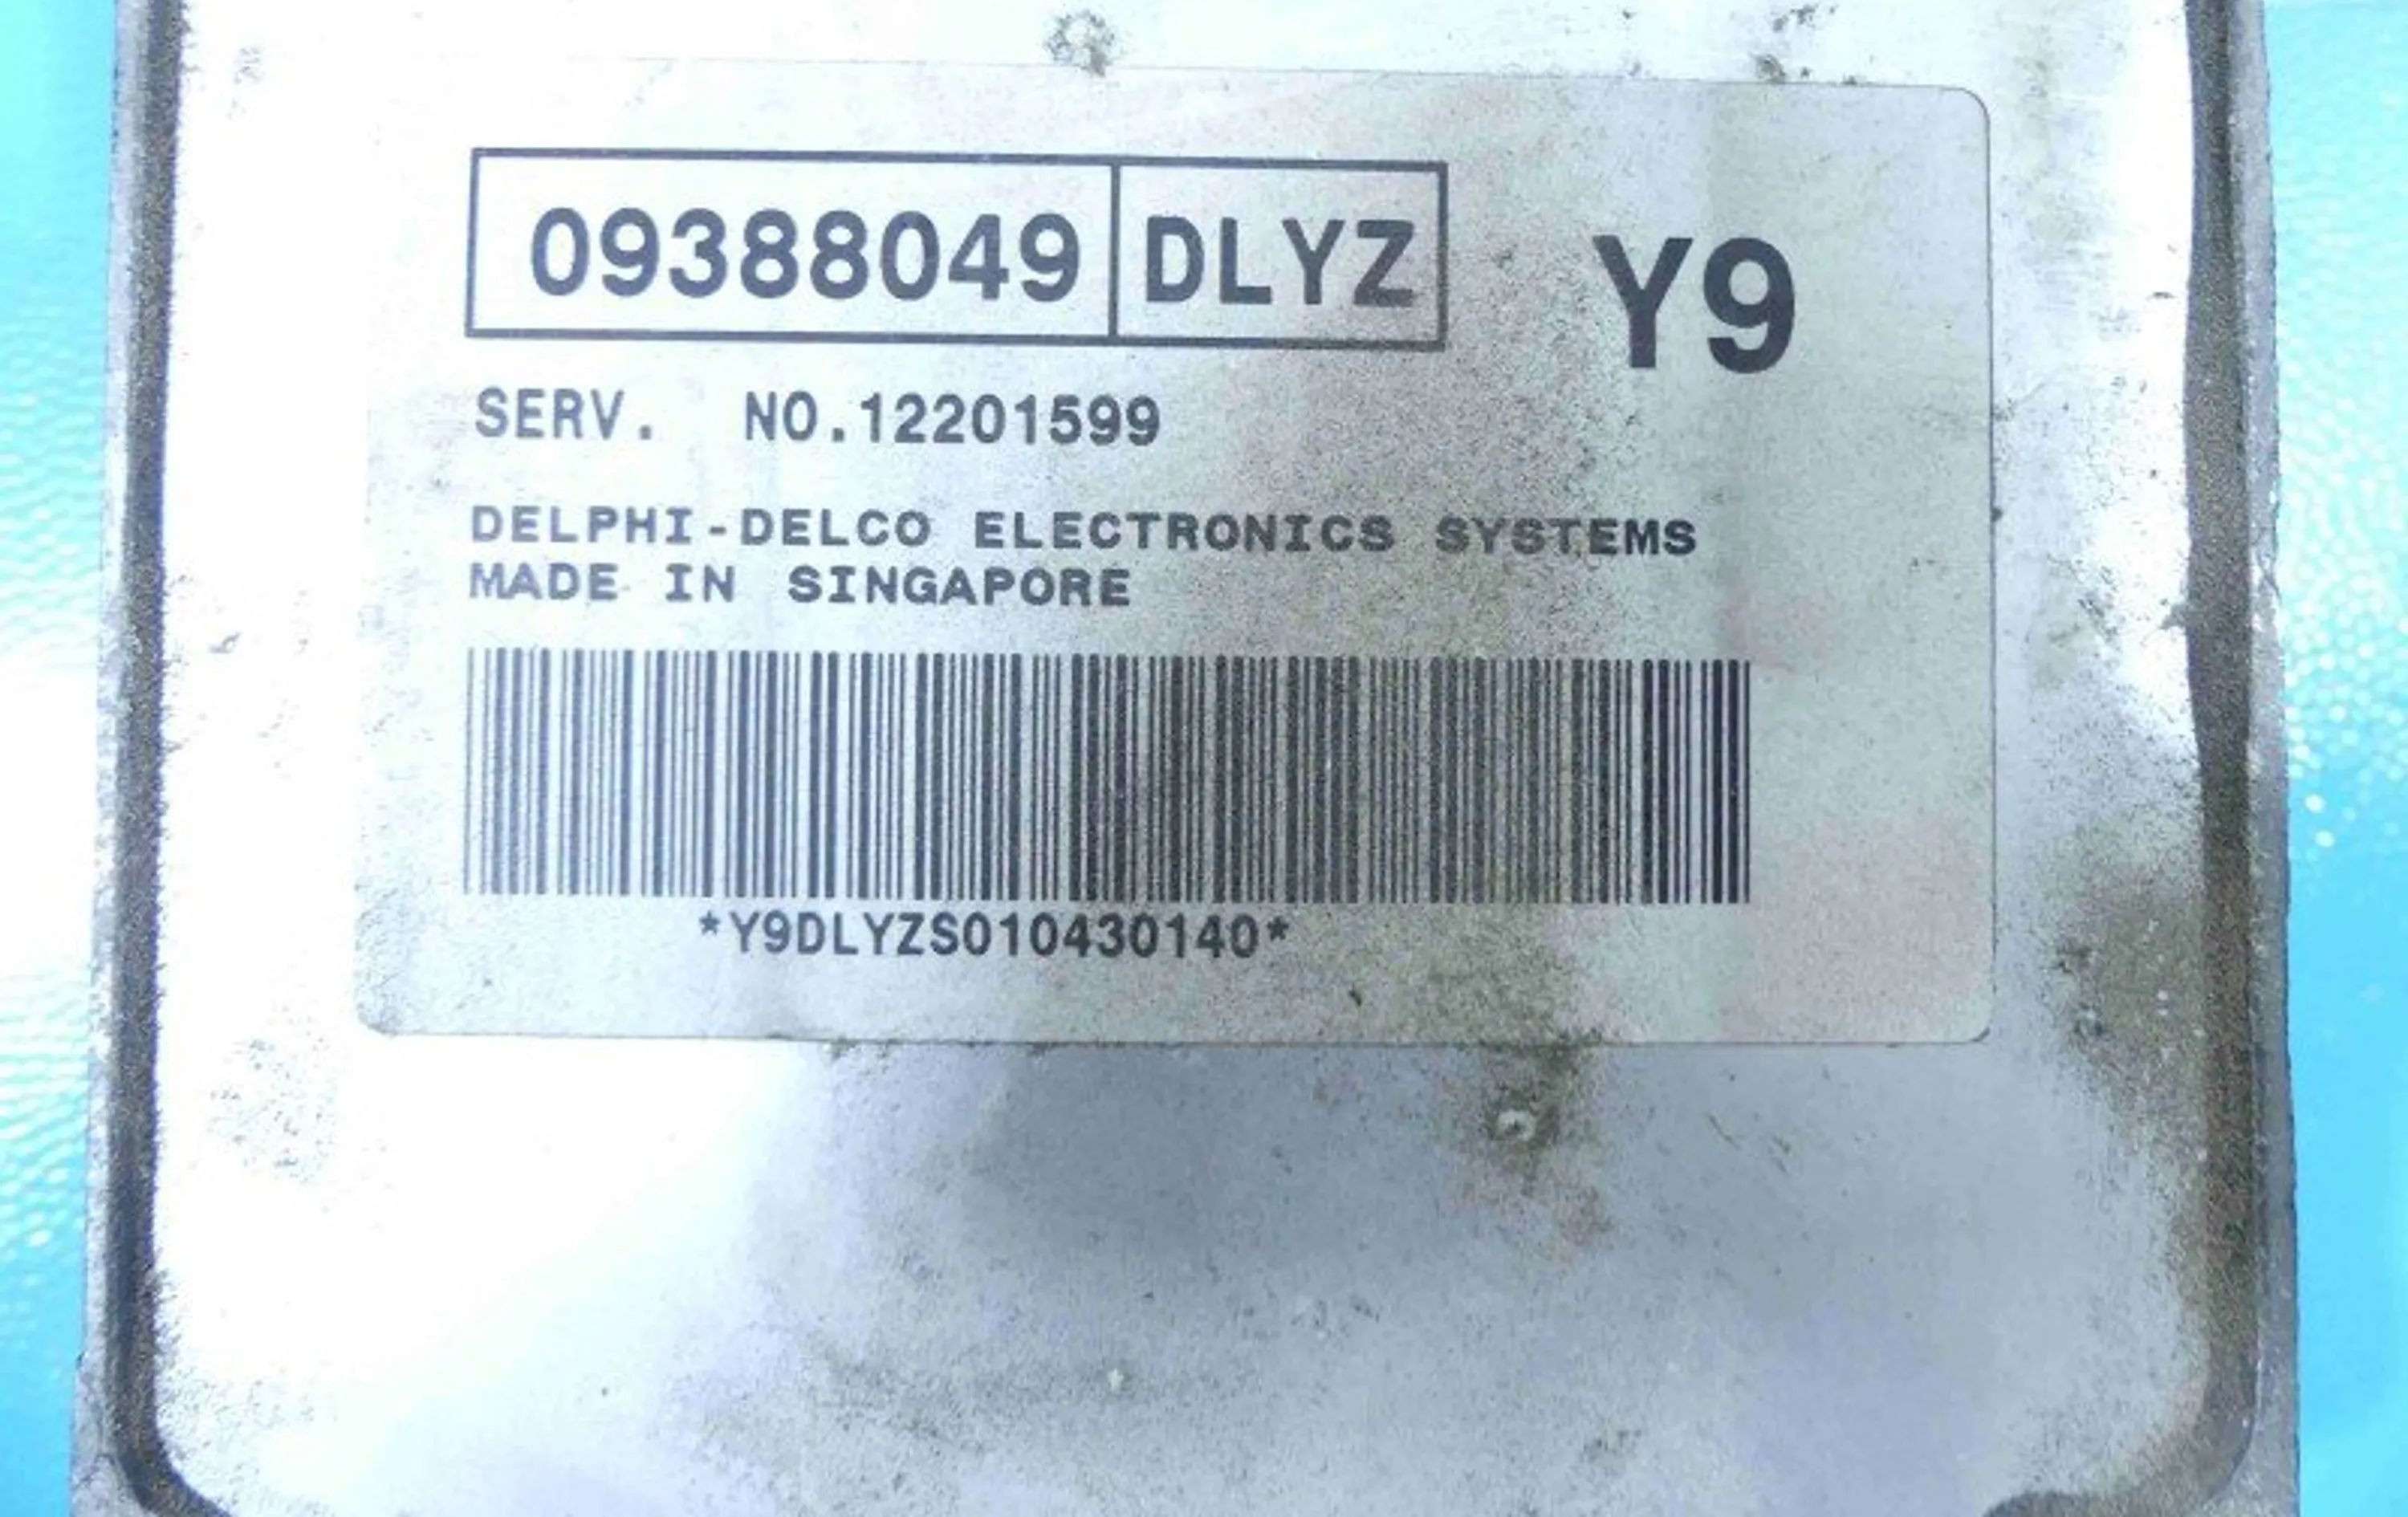 09388049 DLYZ Y9
SERV. NO.12201599
DELPHI-DELCO ELECTRONICS SYSTEMS
MADE IN SINGAPORE
*Y9DLYZS010430140*